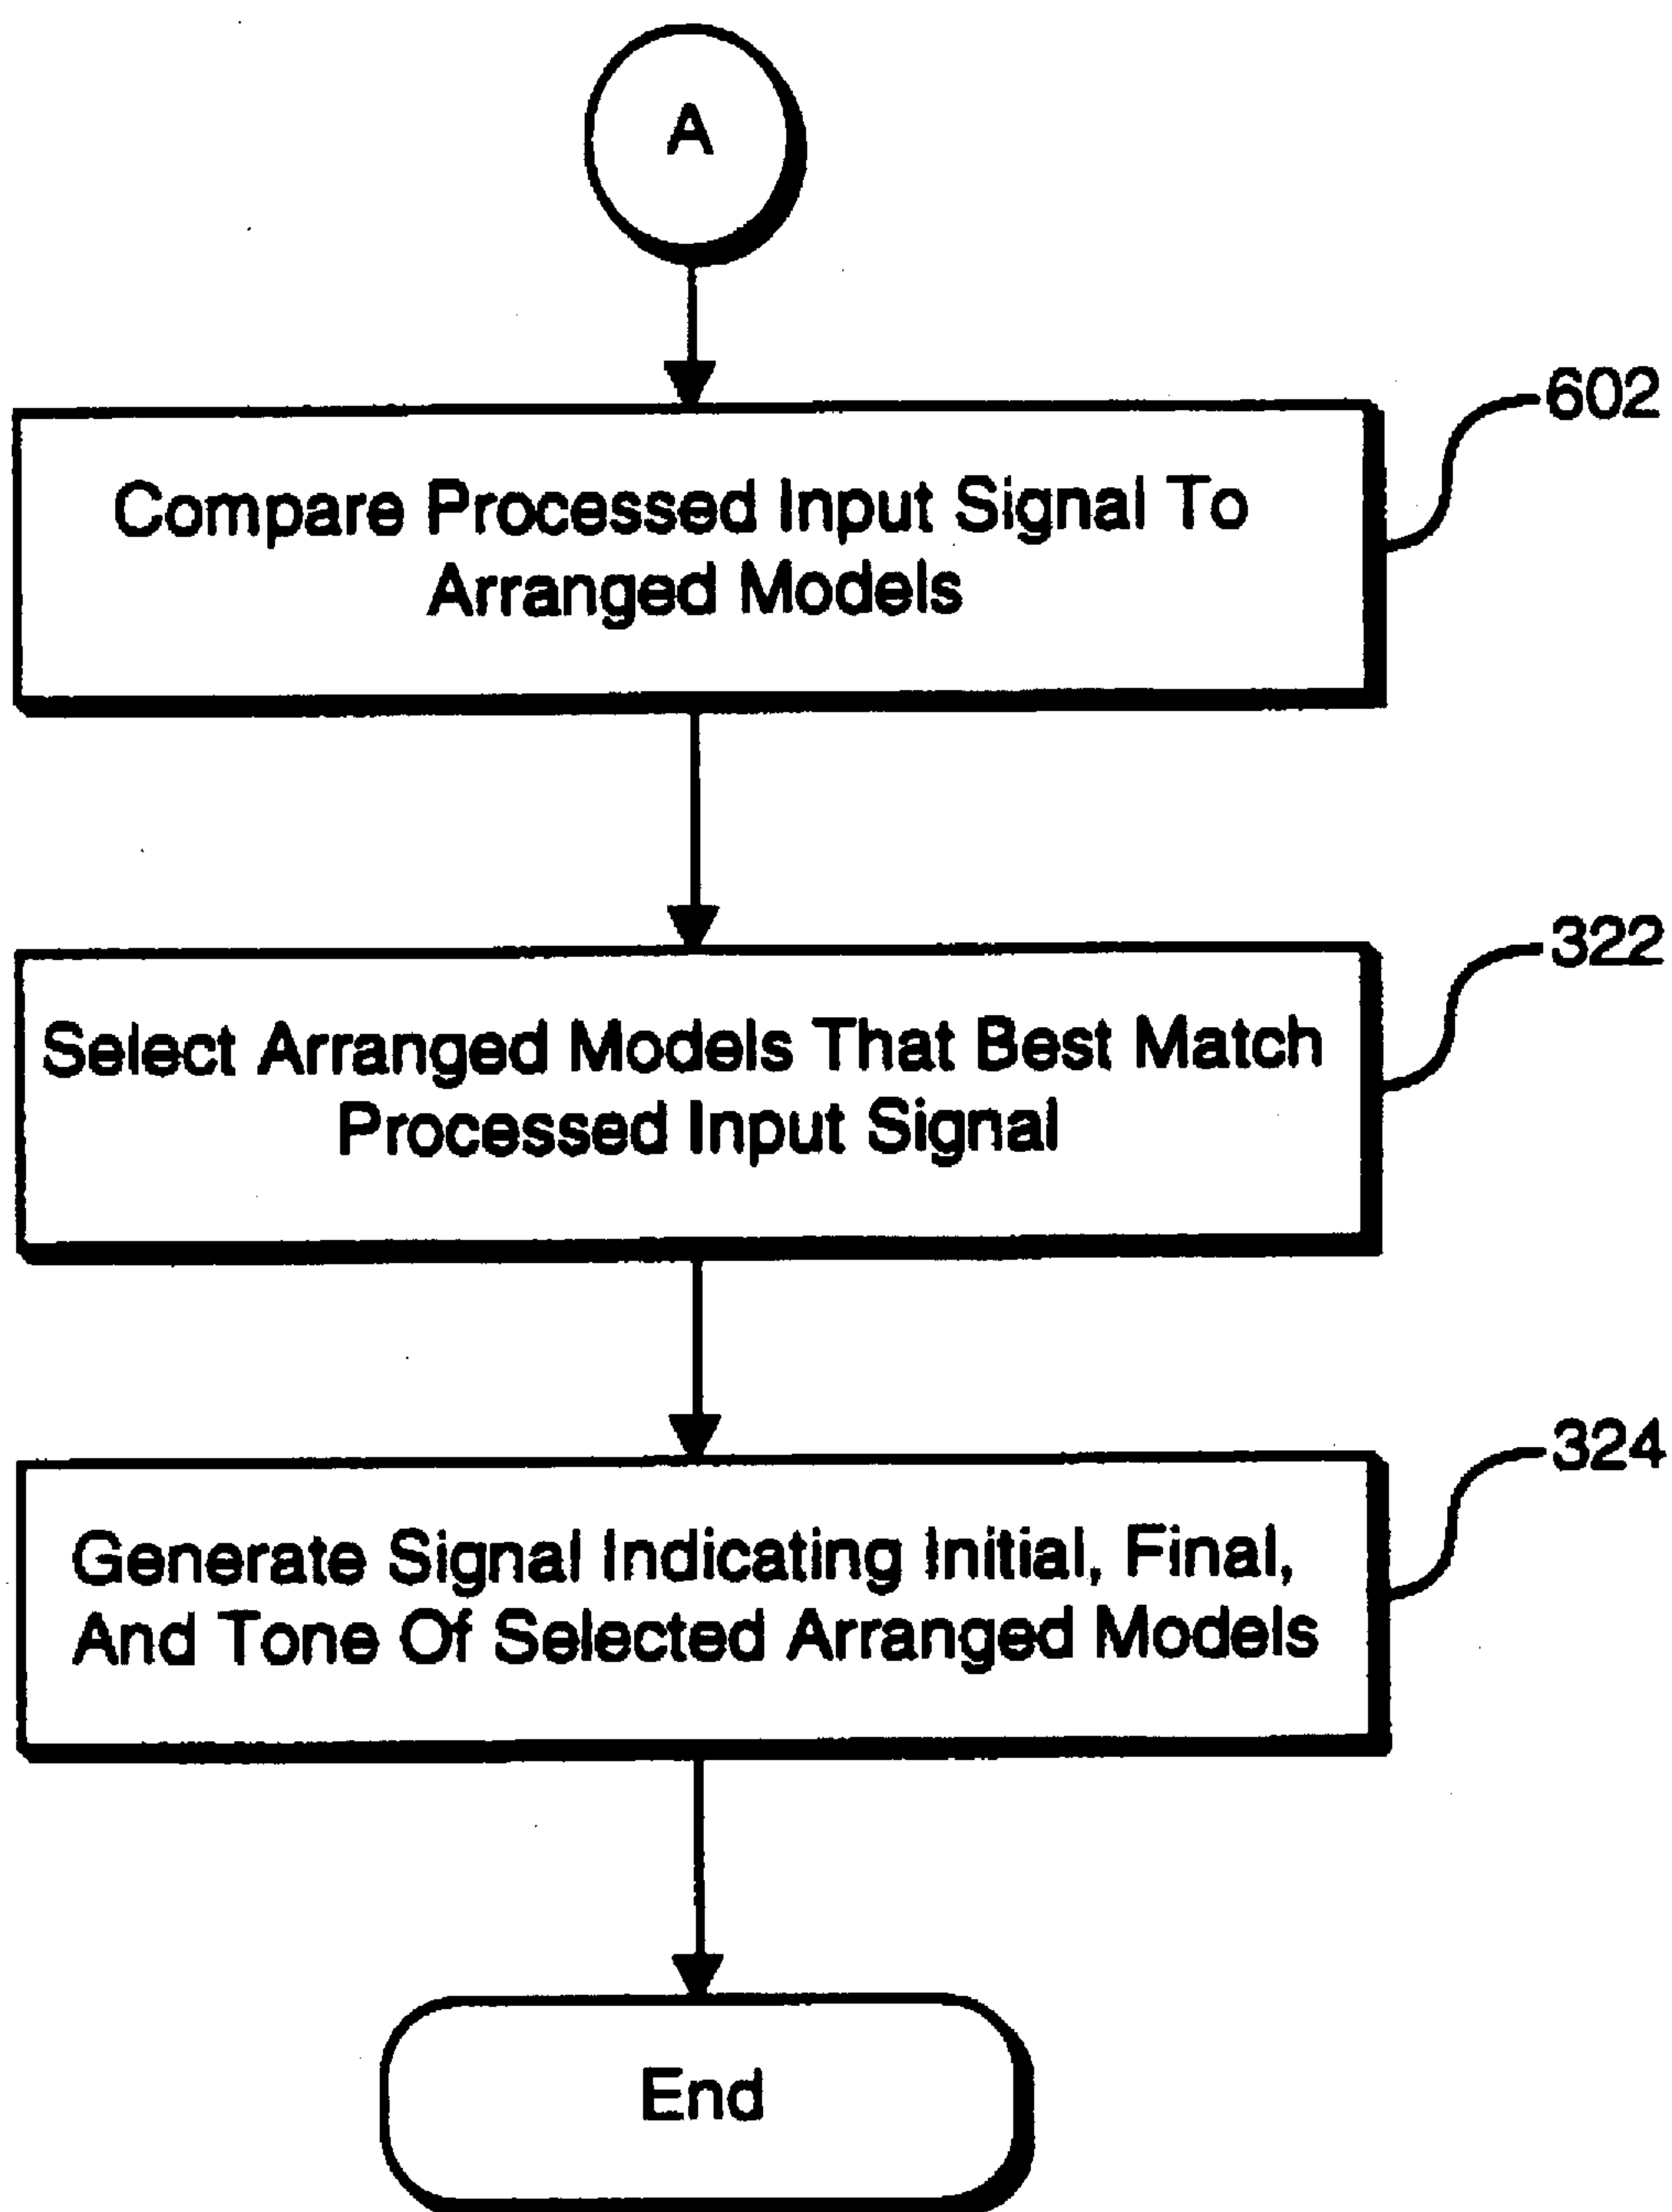 A
602
Compare Processed Input Signal To
Arranged Models
322
Select Arranged Models That Best Match
Processed Input Signal
324
Generate Signal Indicating Initial, Final,
And Tone Of Selected Arranged Models
End